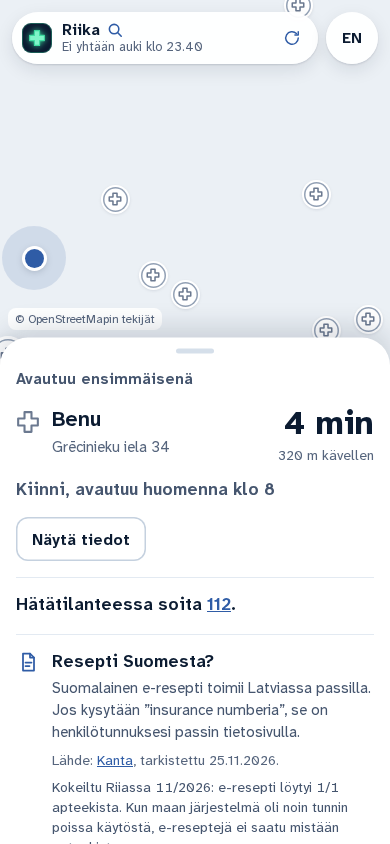 Riika
Ei yhtään auki klo 23.40
EN
© OpenStreetMapin tekijät
Avautuu ensimmäisenä
Benu
4 min
Grēcinieku iela 34
320 m kävellen
Kiinni, avautuu huomenna klo 8
Näytä tiedot
Hätätilanteessa soita 112.
Resepti Suomesta?
Suomalainen e-resepti toimii Latviassa passilla.
Jos kysytään ”insurance numberia”, se on
henkilötunnuksesi passin tietosivulla.
Lähde: Kanta, tarkistettu 25.11.2026.
Kokeiltu Riiassa 11/2026: e-resepti löytyi 1/1
apteekista. Kun maan järjestelmä oli noin tunnin
poissa käytöstä, e-reseptejä ei saatu mistään